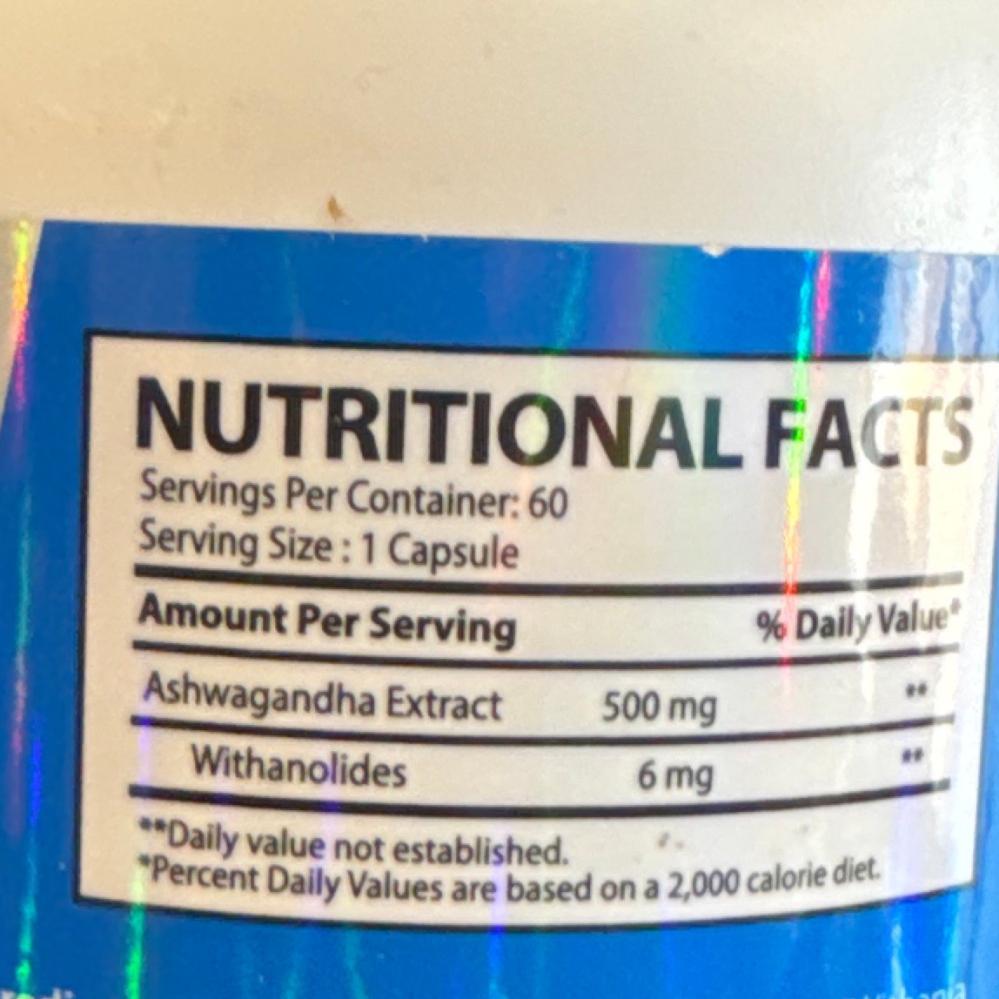 NUTRITIONAL FACTS
Servings Per Container: 60
Serving Size : 1 Capsule
Amount Per Serving % Daily Value*
Ashwagandha Extract 500 mg **
Withanolides 6 mg **
**Daily value not established.
*Percent Daily Values are based on a 2,000 calorie diet.